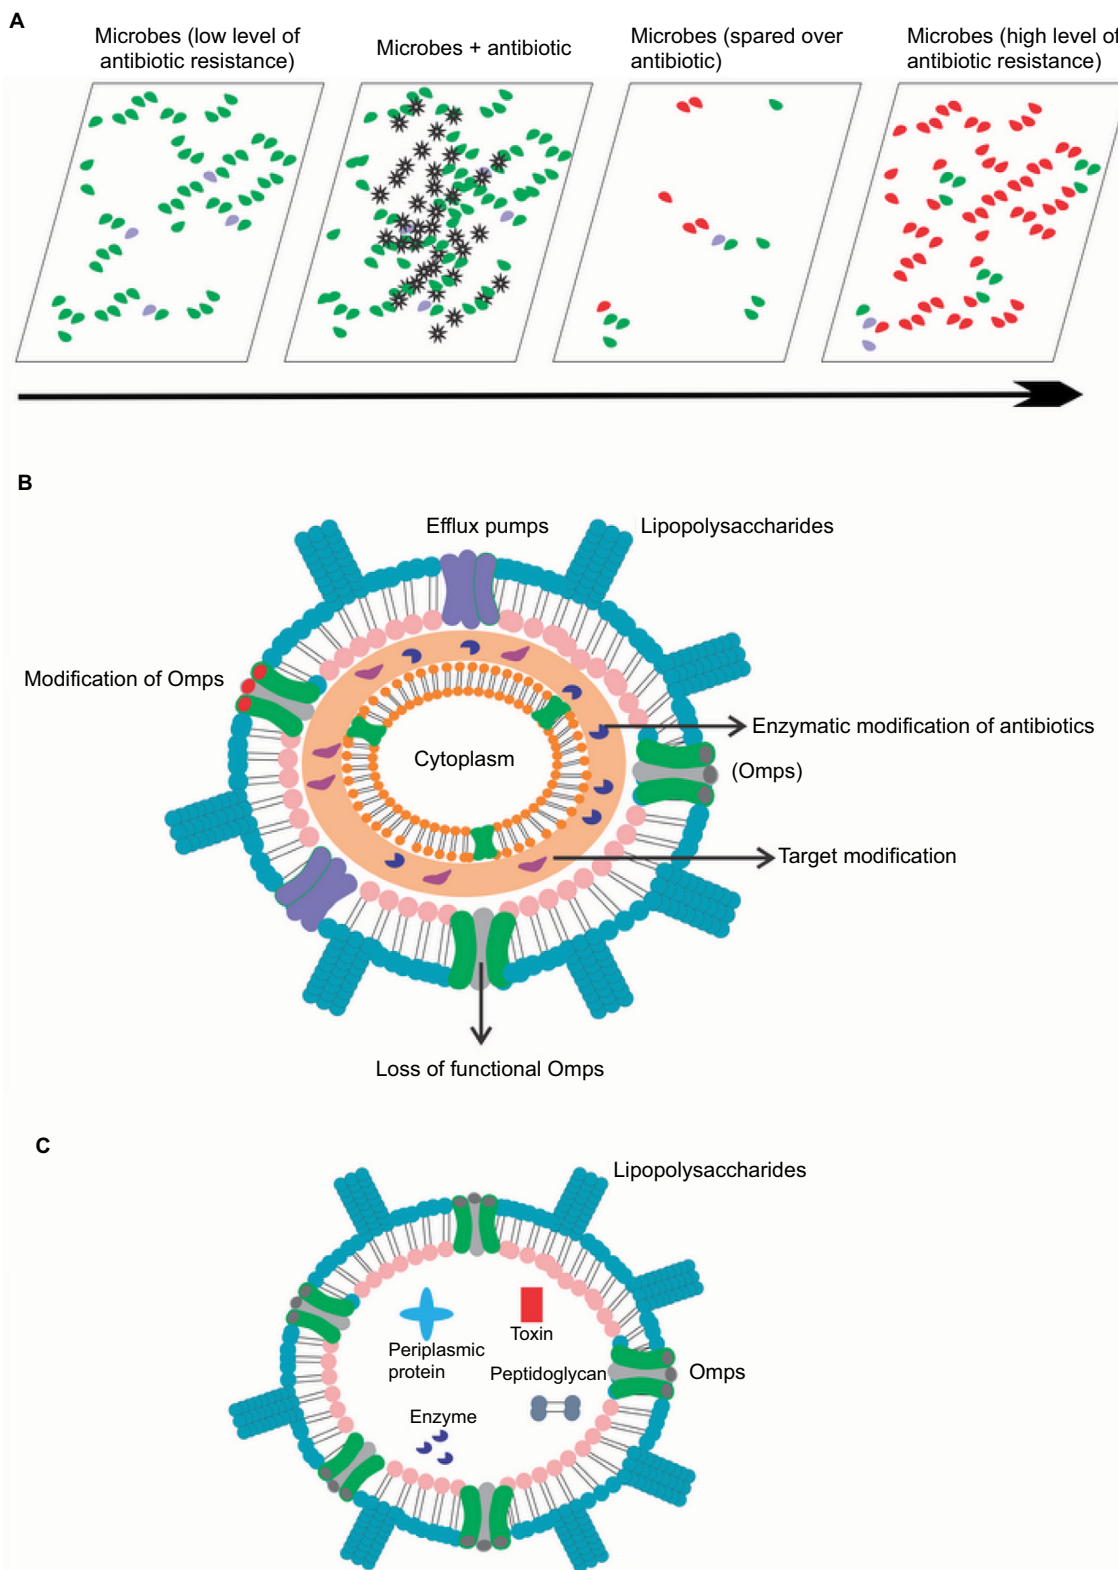 A
Microbes (low level of
antibiotic resistance)
Microbes + antibiotic
Microbes (spared over
antibiotic)
Microbes (high level of
antibiotic resistance)
B
Efflux pumps
Lipopolysaccharides
Modification of Omps
Enzymatic modification of antibiotics
Cytoplasm
(Omps)
Target modification
Loss of functional Omps
C
Lipopolysaccharides
Periplasmic
protein
Toxin
Peptidoglycan
Omps
Enzyme